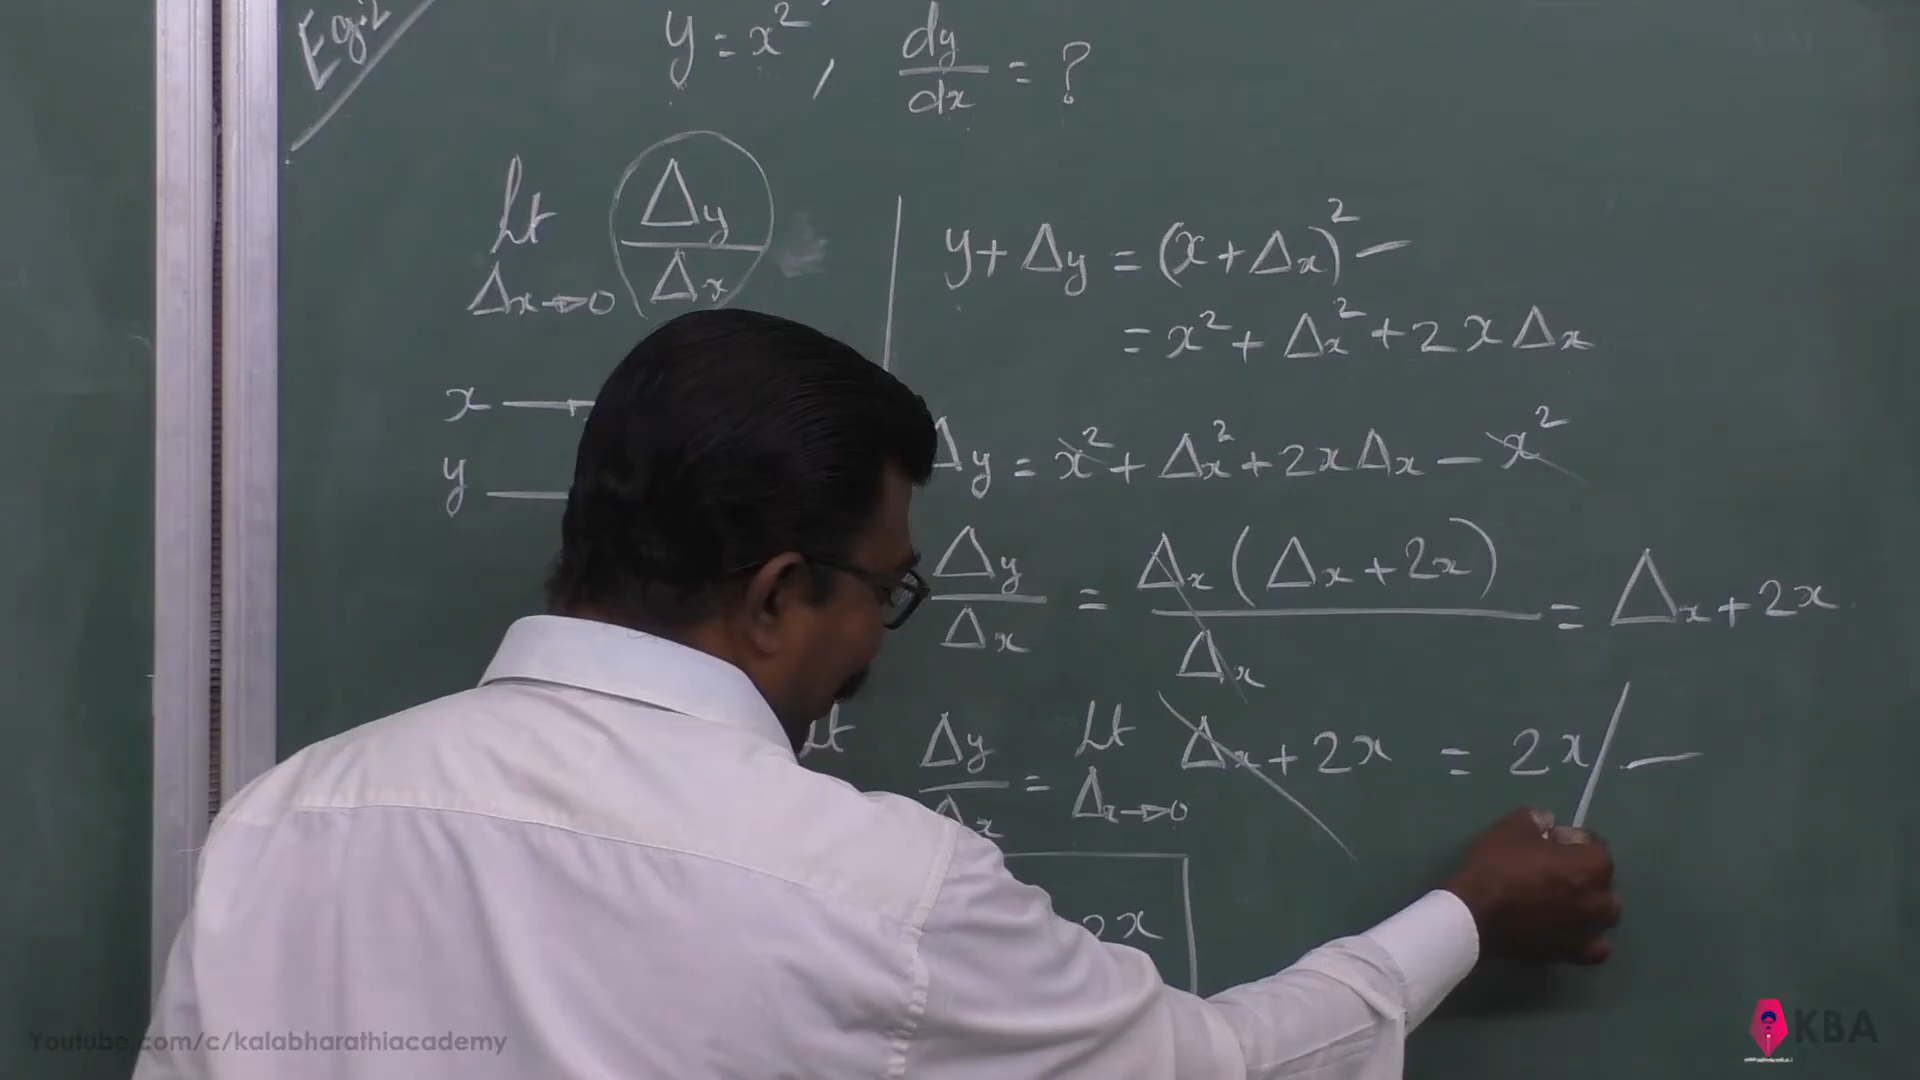 Eg:2
y = x², dy/dx = ?
Lt Δx→0 Δy/Δx
x →
y —
y + Δy = (x + Δx)² –
= x² + Δx² + 2xΔx
Δy = x² + Δx² + 2xΔx – x²
Δy/Δx = Δx(Δx + 2x)/Δx = Δx + 2x
Lt Δy/Δx = Lt Δx→0 Δx + 2x = 2x –
2x
Youtube.com/c/kalabharathiacademy
KBA